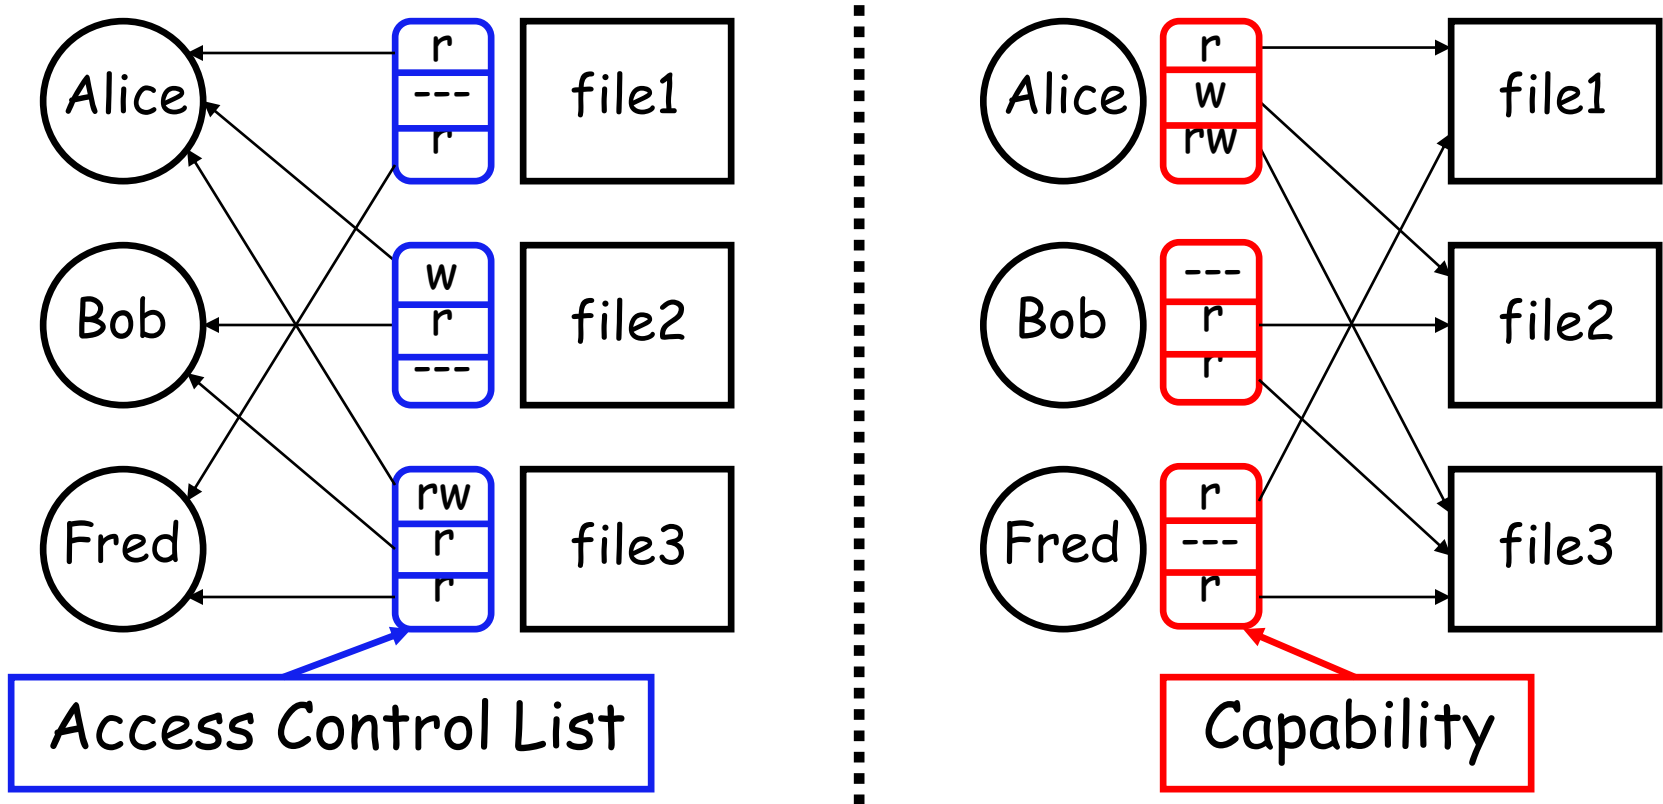 Alice
r
---
r
file1
Bob
w
r
---
file2
Fred
rw
r
r
file3
Access Control List
Alice
r
w
rw
file1
Bob
---
r
r
file2
Fred
r
---
r
file3
Capability